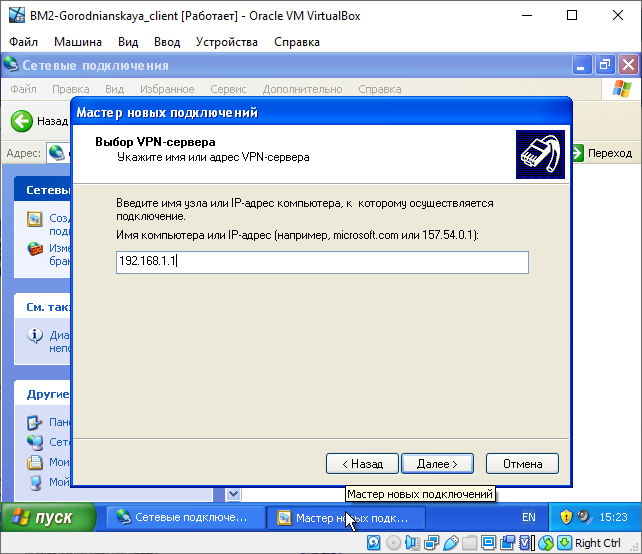 BM2-Gorodnianskaya_client [Работает] - Oracle VM VirtualBox
Файл Машина Вид Ввод Устройства Справка
Сетевые подключения
Файл Правка Вид Избранное Сервис Дополнительно Справка
Назад
Адрес:
Переход
Мастер новых подключений
Выбор VPN-сервера
Укажите имя или адрес VPN-сервера
Введите имя узла или IP-адрес компьютера, к которому осуществляется
подключение.
Имя компьютера или IP-адрес (например, microsoft.com или 157.54.0.1):
192.168.1.1
< Назад Далее > Отмена
Сетев
Созд
подк
Изме
бран
См. так
Диа
непо
Другие
Пан
Сете
Мои
Мой
Мастер новых подключений
пуск Сетевые подключе... Мастер новых подк... EN 15:23
Right Ctrl